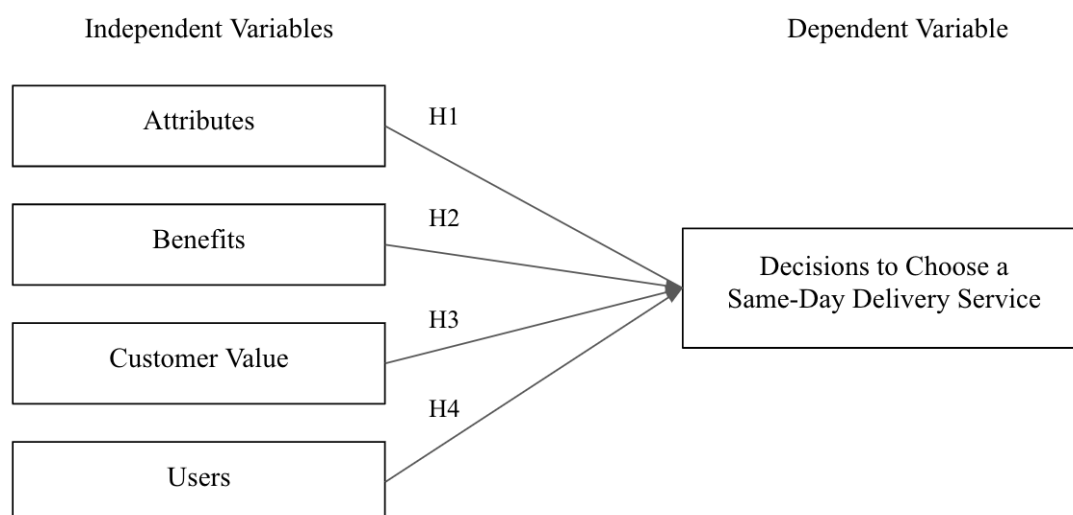 Independent Variables
Dependent Variable
Attributes
H1
Benefits
H2
Customer Value
H3
Users
H4
Decisions to Choose a
Same-Day Delivery Service